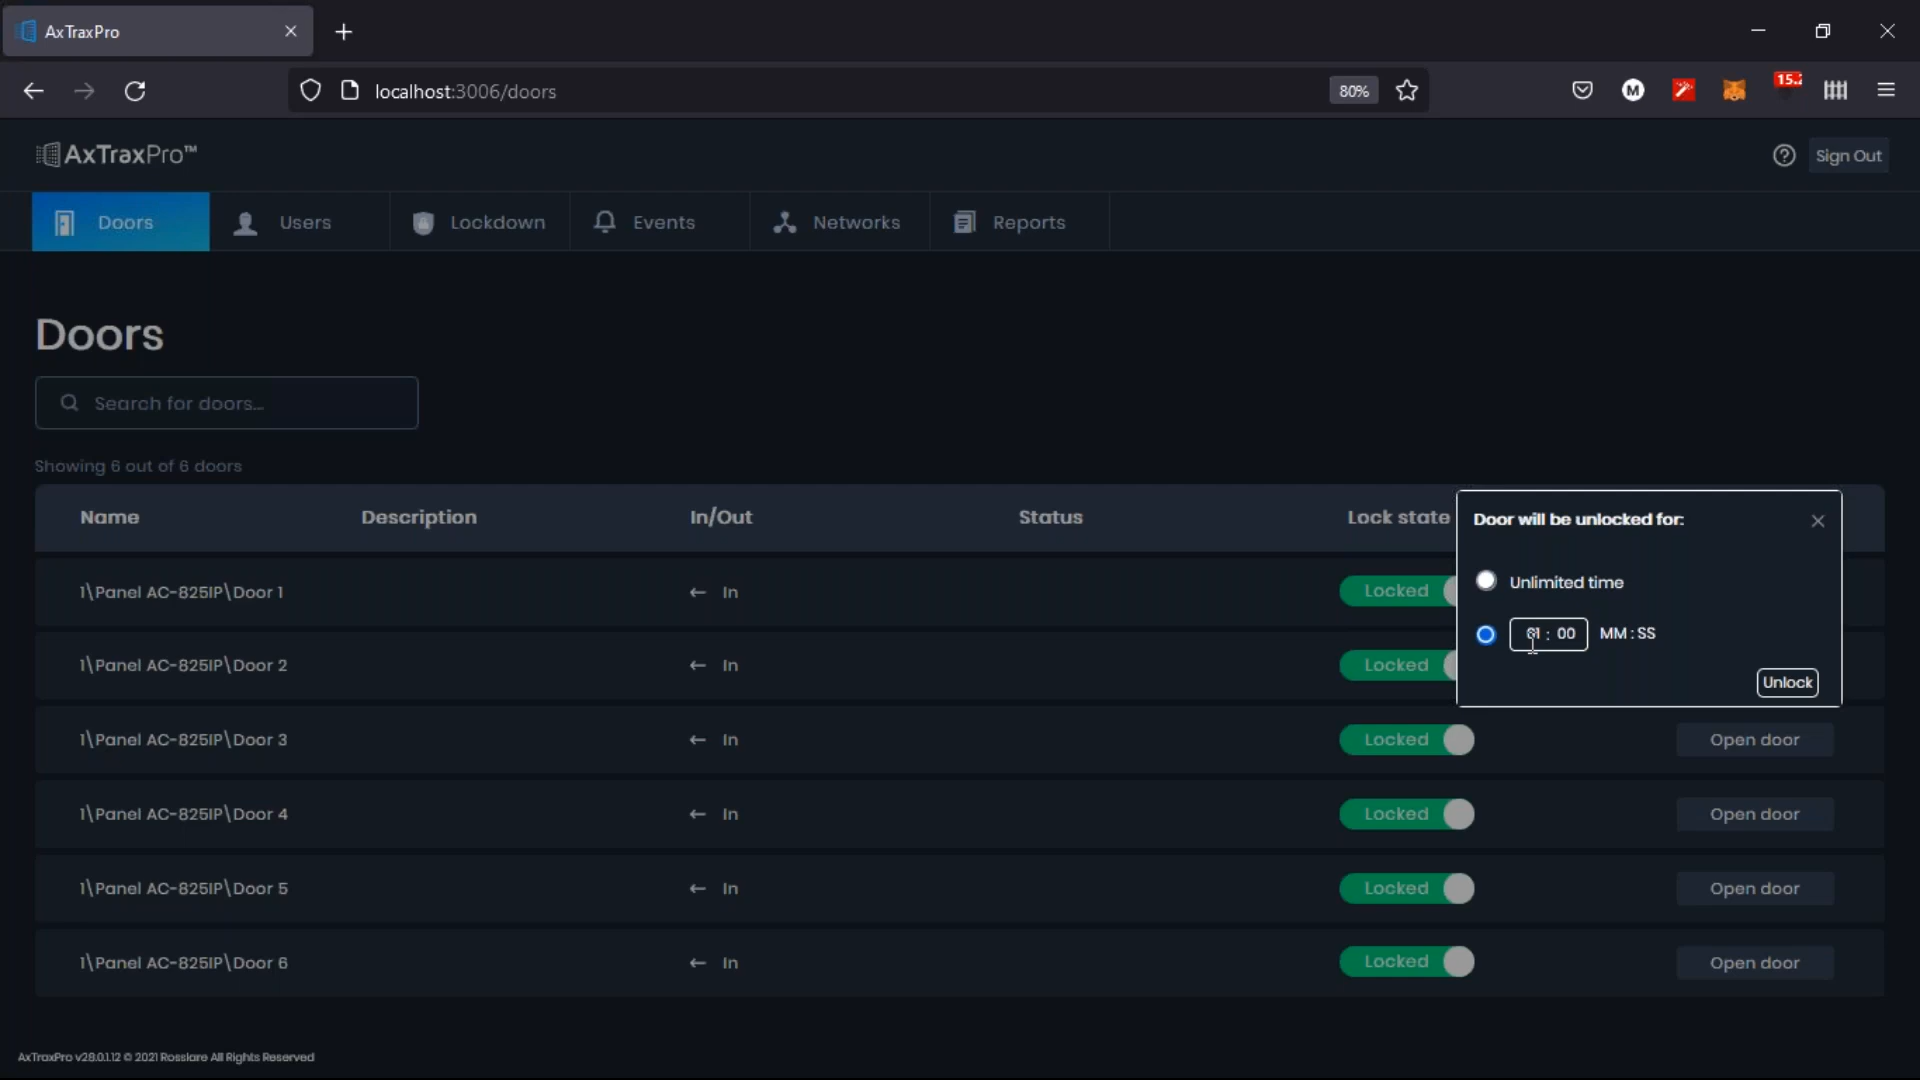 AxTraxPro
localhost:3006/doors
80%
M
15.2
AxTraxPro™
Sign Out
Doors
Users
Lockdown
Events
Networks
Reports
Doors
Search for doors...
Showing 6 out of 6 doors
Name Description In/Out Status Lock state
Door will be unlocked for:
Unlimited time
01 : 00 MM : SS
Unlock
1\Panel AC-825IP\Door 1 ← In Locked
1\Panel AC-825IP\Door 2 ← In Locked
1\Panel AC-825IP\Door 3 ← In Locked Open door
1\Panel AC-825IP\Door 4 ← In Locked Open door
1\Panel AC-825IP\Door 5 ← In Locked Open door
1\Panel AC-825IP\Door 6 ← In Locked Open door
AxTraxPro v28.0.1.12 © 2021 Rosslare All Rights Reserved